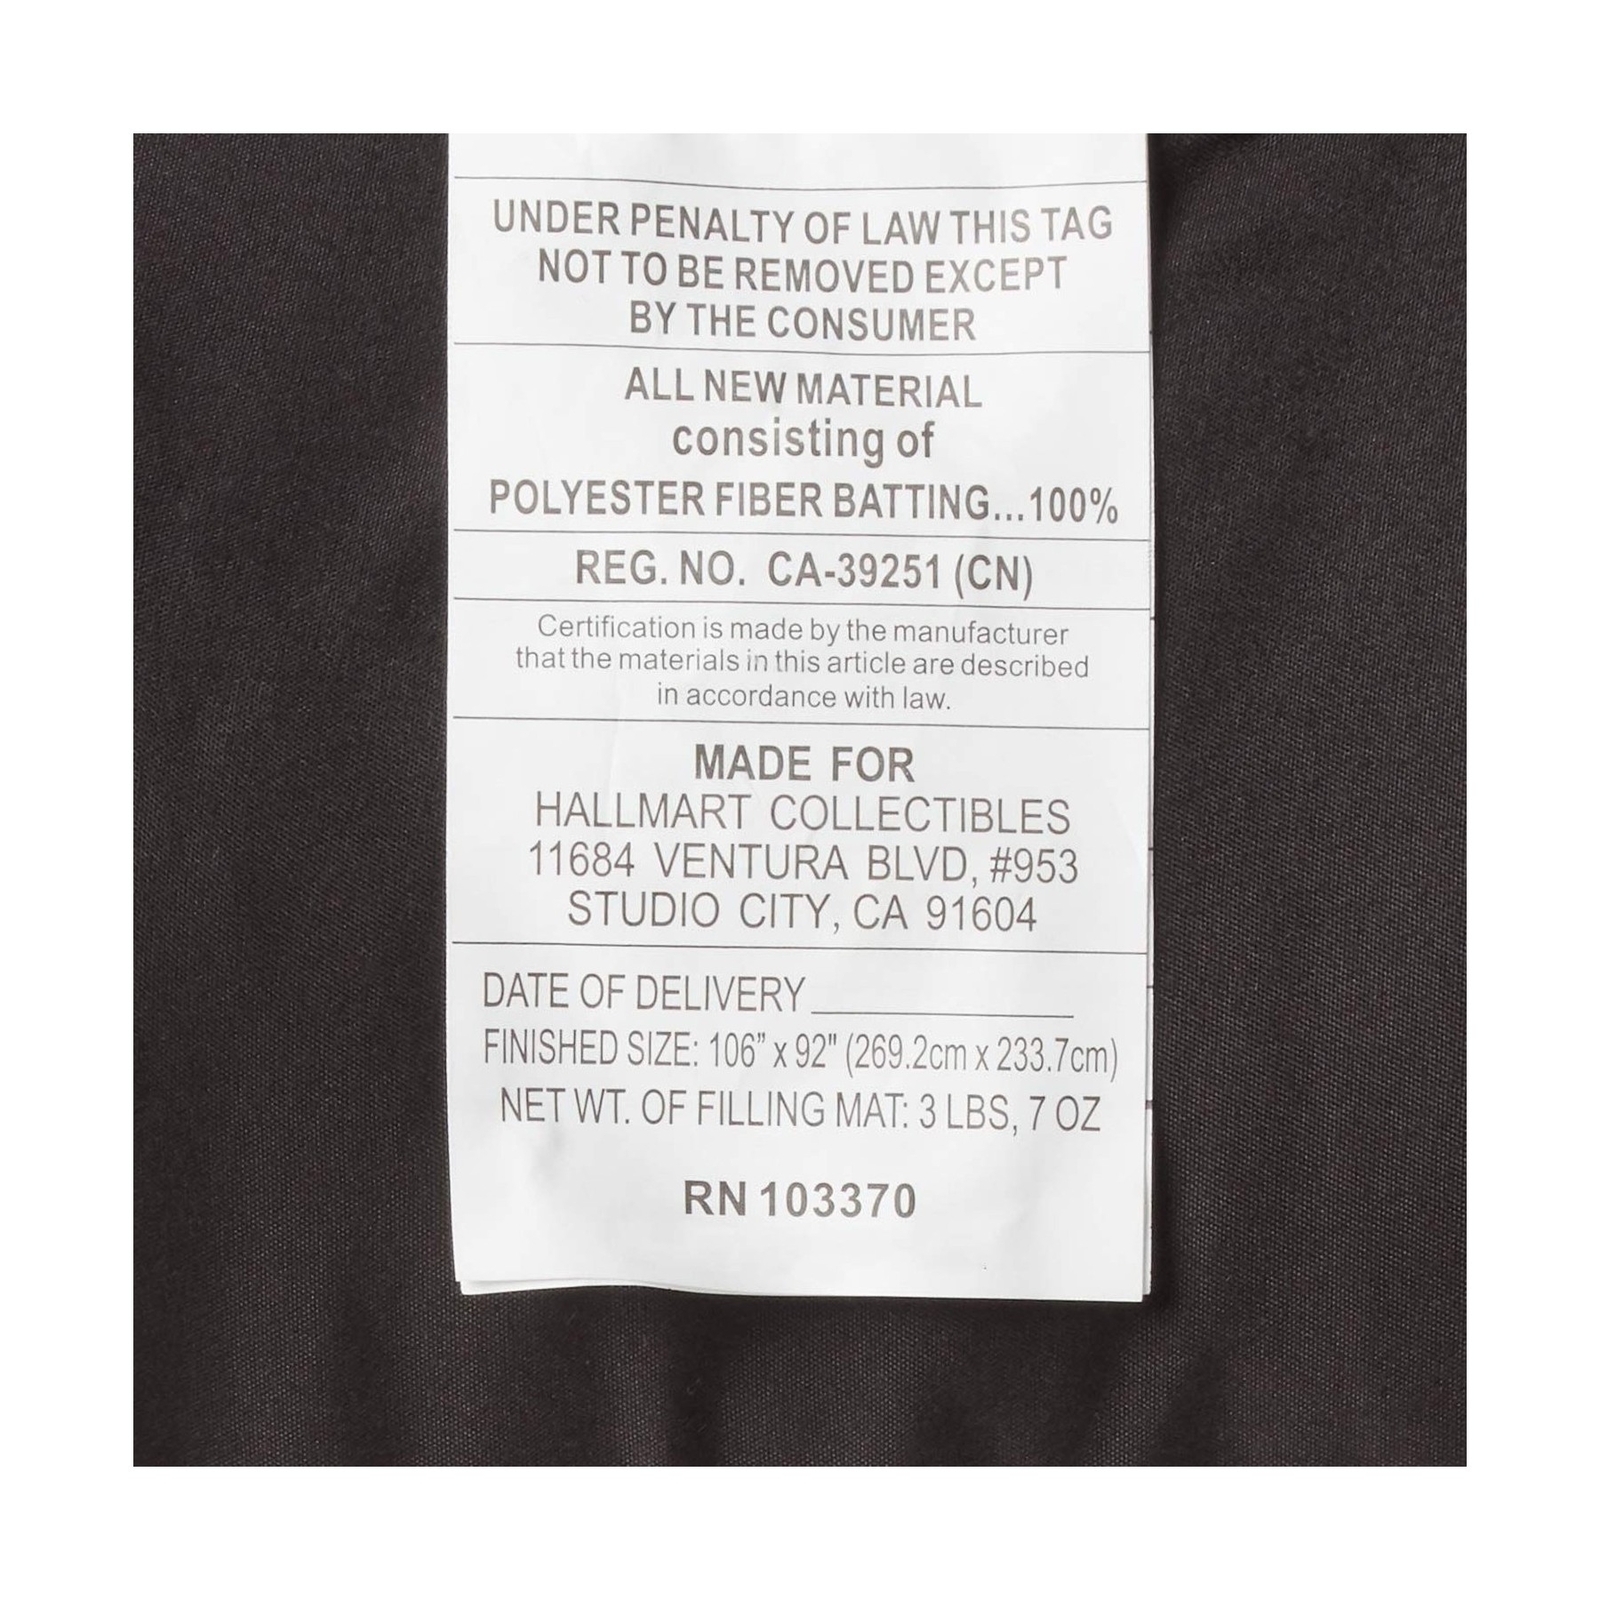 UNDER PENALTY OF LAW THIS TAG
NOT TO BE REMOVED EXCEPT
BY THE CONSUMER
ALL NEW MATERIAL
consisting of
POLYESTER FIBER BATTING...100%
REG. NO. CA-39251 (CN)
Certification is made by the manufacturer
that the materials in this article are described
in accordance with law.
MADE FOR
HALLMART COLLECTIBLES
11684 VENTURA BLVD, #953
STUDIO CITY, CA 91604
DATE OF DELIVERY____________
FINISHED SIZE: 106” x 92" (269.2cm x 233.7cm)
NET WT. OF FILLING MAT: 3 LBS, 7 OZ
RN 103370